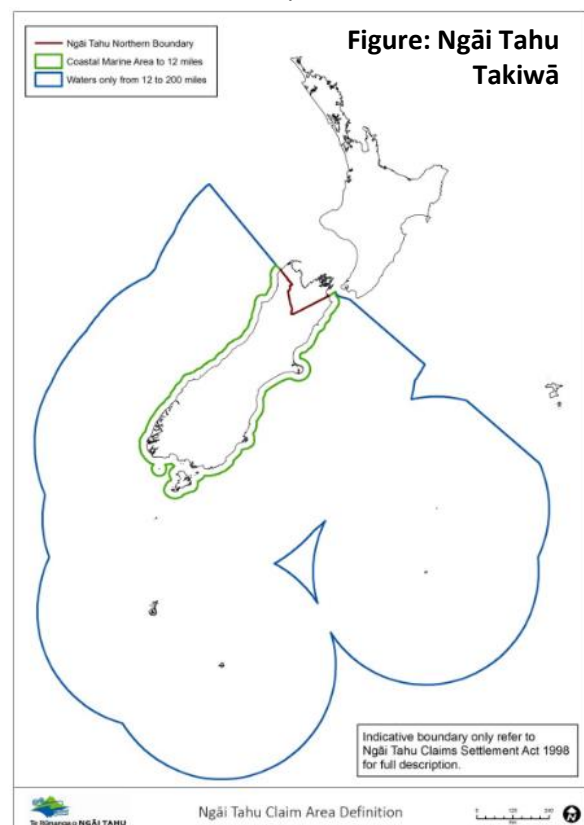 Figure: Ngāi Tahu
Takiwā
Ngāi Tahu Northern Boundary
Coastal Marine Area to 12 miles
Waters only from 12 to 200 miles
Indicative boundary only refer to
Ngāi Tahu Claims Settlement Act 1998
for full description.
Te Rūnanga o NGĀI TAHU
Ngāi Tahu Claim Area Definition